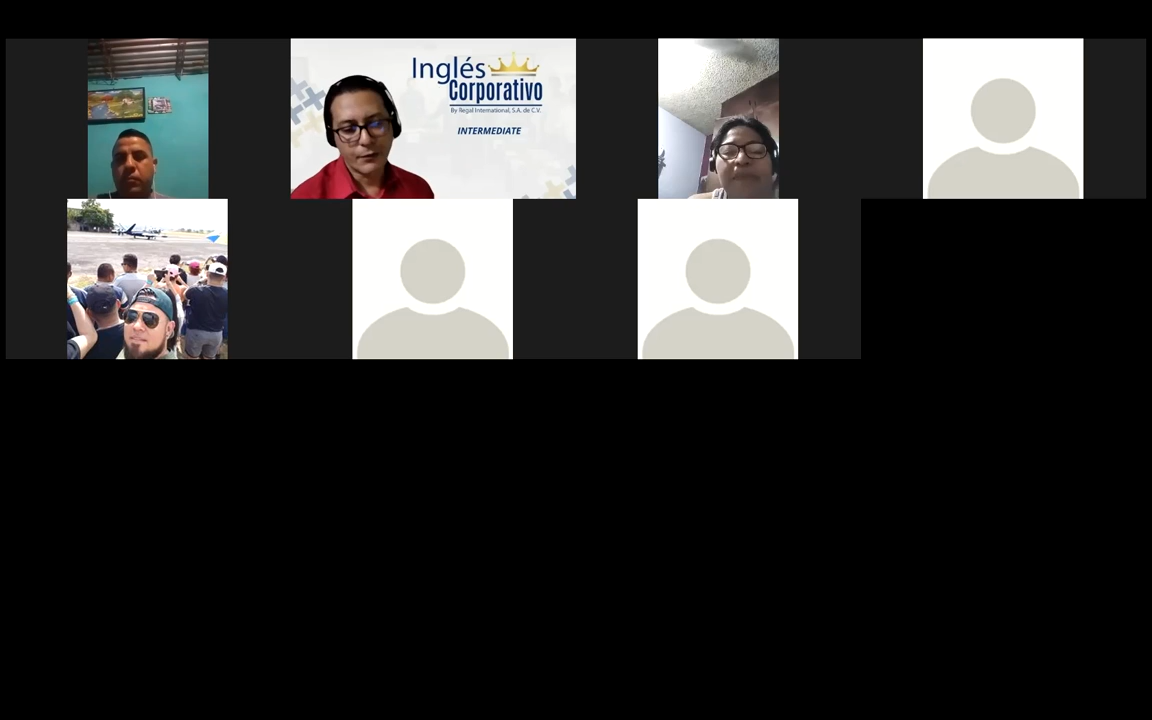 Inglés
Corporativo
By Regal International, S.A. de C.V.
INTERMEDIATE